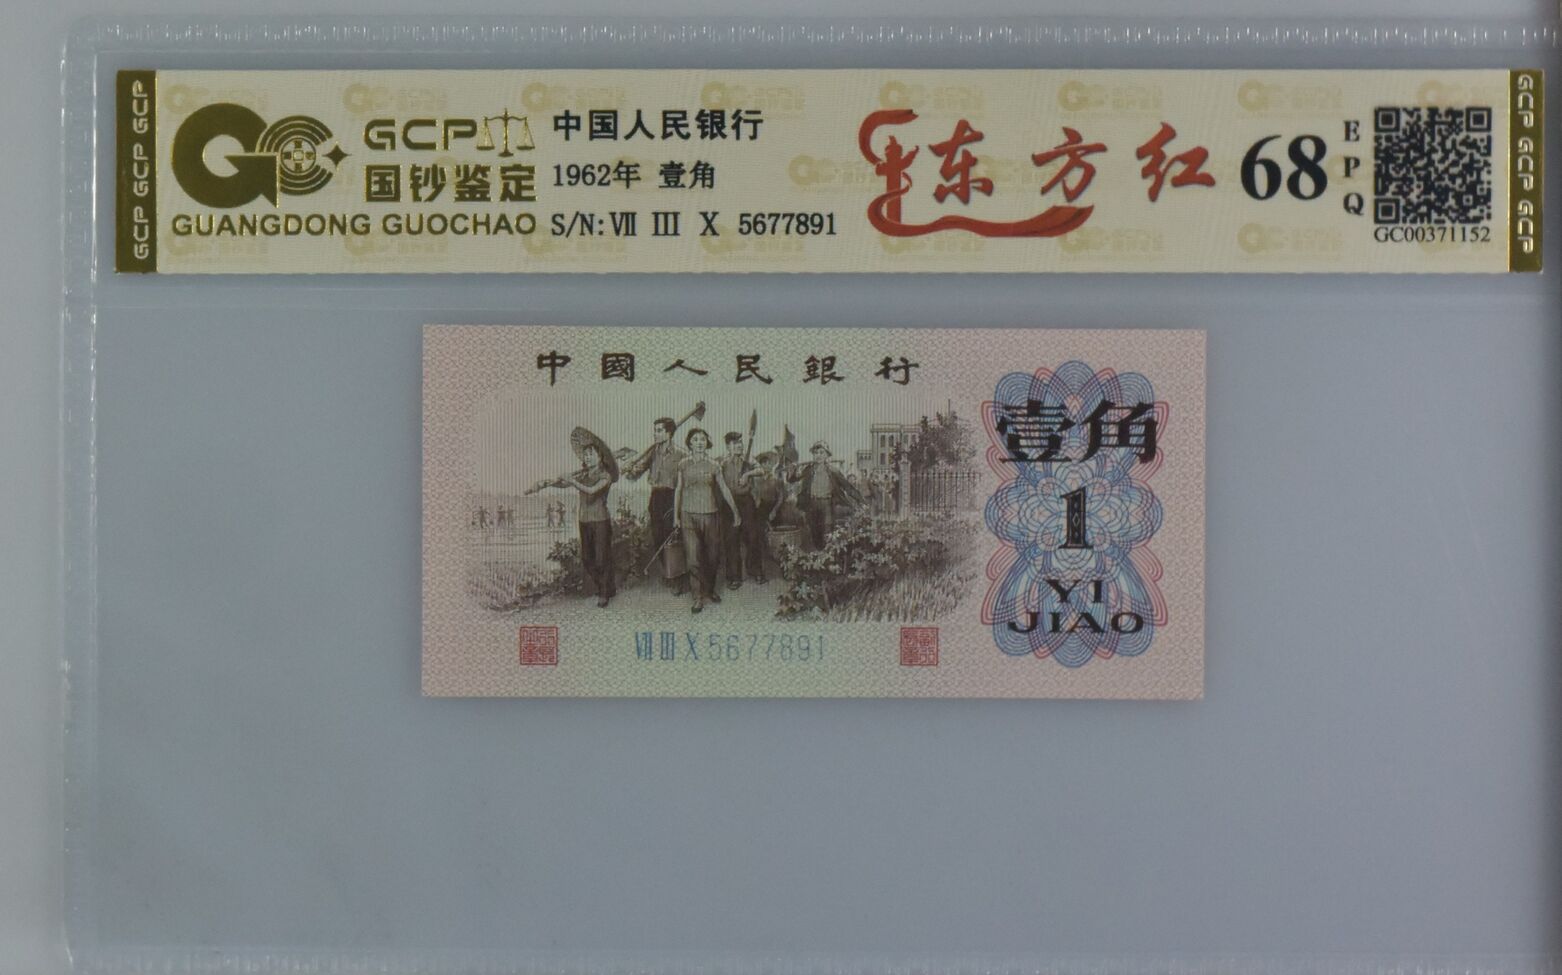 GCP GCP GCP
GCP
国钞鉴定
GUANGDONG GUOCHAO
中国人民银行
1962年 壹角
S/N: Ⅶ Ⅲ Ⅹ 5677891
东方红
68
EPQ
GC00371152
GCP GCP GCP
中國人民銀行
壹角
1
YI
JIAO
Ⅶ Ⅲ Ⅹ 5677891